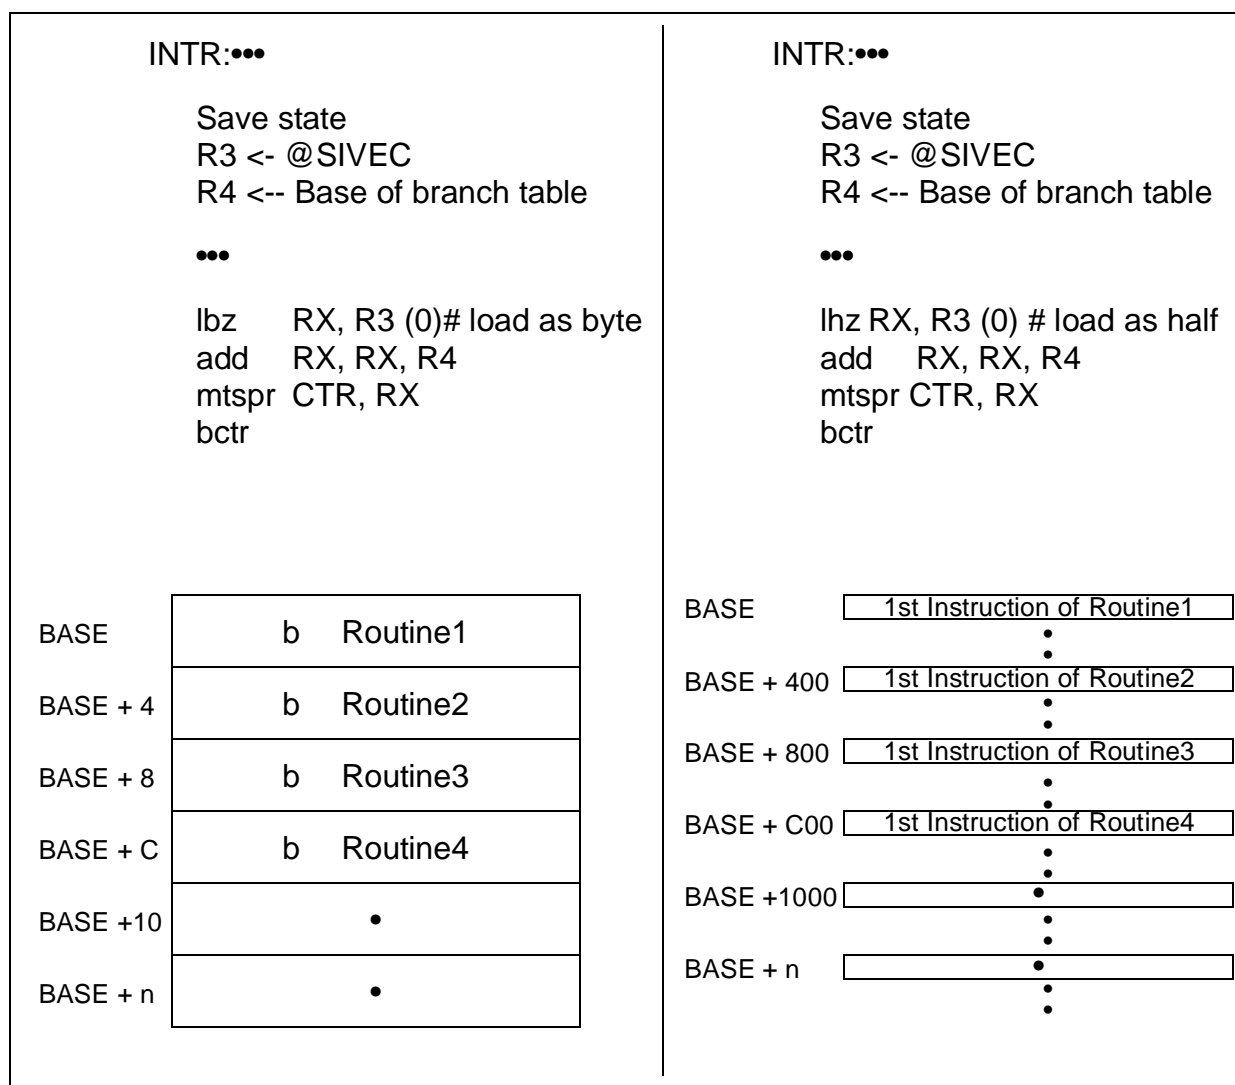 INTR:•••
Save state
R3 <- @SIVEC
R4 <-- Base of branch table
•••
lbz RX, R3 (0)# load as byte
add RX, RX, R4
mtspr CTR, RX
bctr
BASE b Routine1
BASE + 4 b Routine2
BASE + 8 b Routine3
BASE + C b Routine4
BASE +10 •
BASE + n •
INTR:•••
Save state
R3 <- @SIVEC
R4 <-- Base of branch table
•••
lhz RX, R3 (0) # load as half
add RX, RX, R4
mtspr CTR, RX
bctr
BASE 1st Instruction of Routine1
BASE + 400 1st Instruction of Routine2
BASE + 800 1st Instruction of Routine3
BASE + C00 1st Instruction of Routine4
BASE +1000 •
BASE + n •